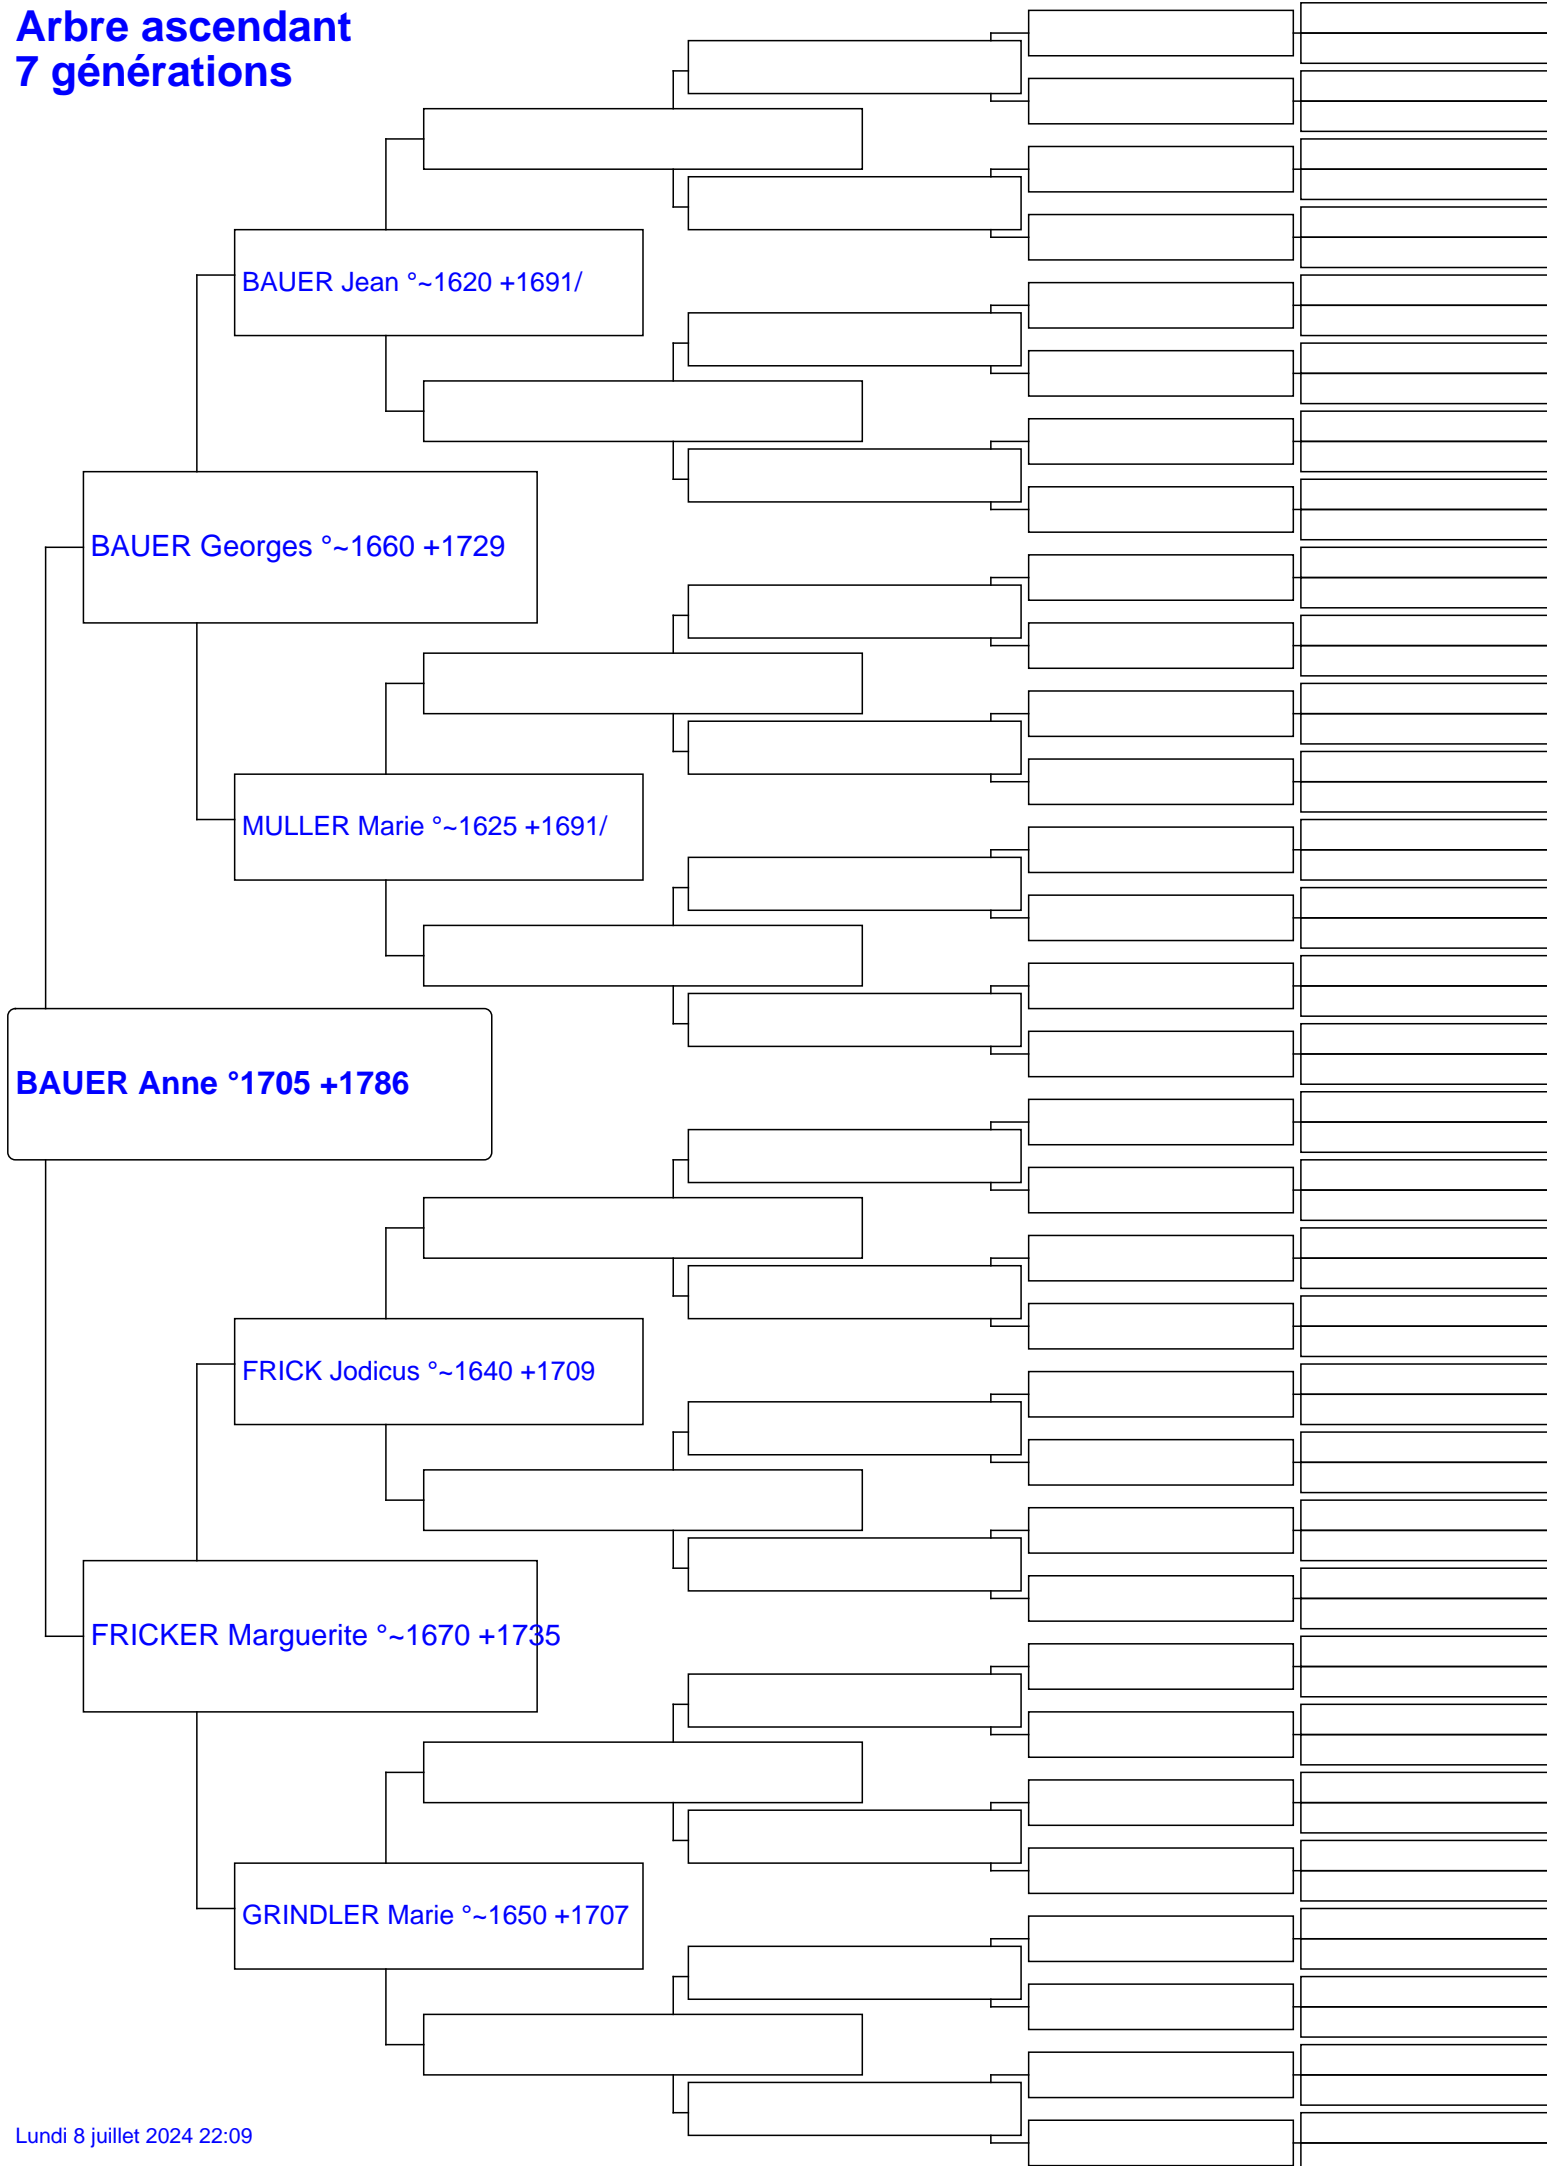 Arbre ascendant
7 générations
BAUER Jean °~1620 +1691/
BAUER Georges °~1660 +1729
MULLER Marie °~1625 +1691/
BAUER Anne °1705 +1786
FRICK Jodicus °~1640 +1709
FRICKER Marguerite °~1670 +1735
GRINDLER Marie °~1650 +1707
Lundi 8 juillet 2024 22:09